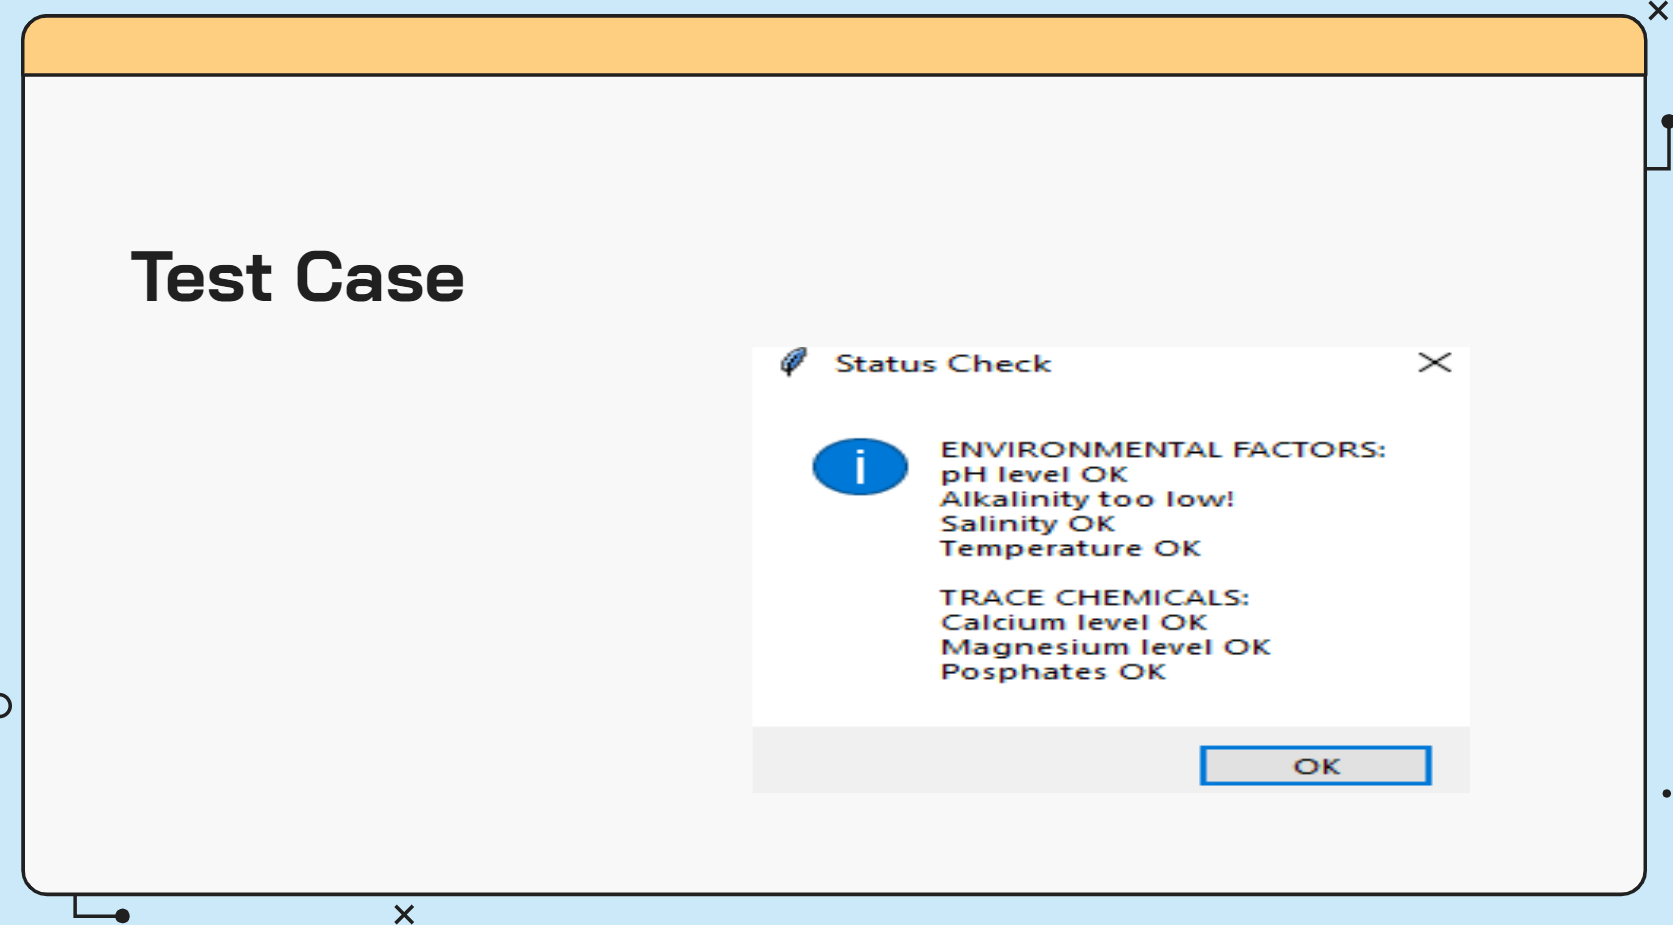 Test Case
Status Check
ENVIRONMENTAL FACTORS:
pH level OK
Alkalinity too low!
Salinity OK
Temperature OK
TRACE CHEMICALS:
Calcium level OK
Magnesium level OK
Posphates OK
OK